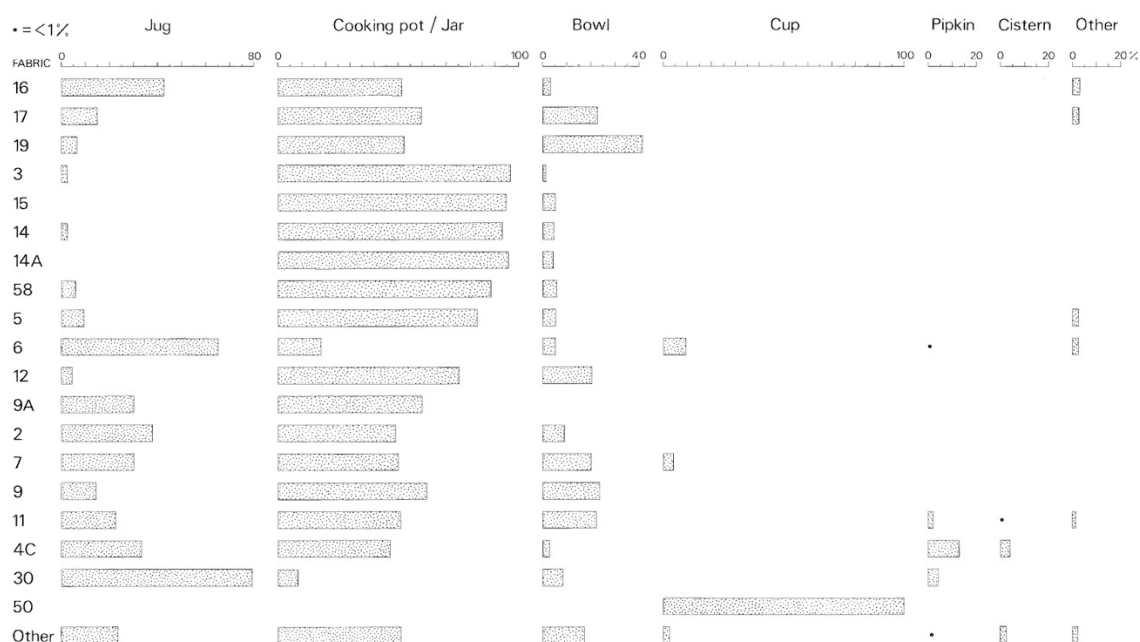 • = <1%
Jug Cooking pot / Jar Bowl Cup Pipkin Cistern Other
FABRIC 0 80 0 100 0 40 0 100 0 20 0 20 0 20%
16
17
19
3
15
14
14A
58
5
6
12
9A
2
7
9
11
4C
30
50
Other